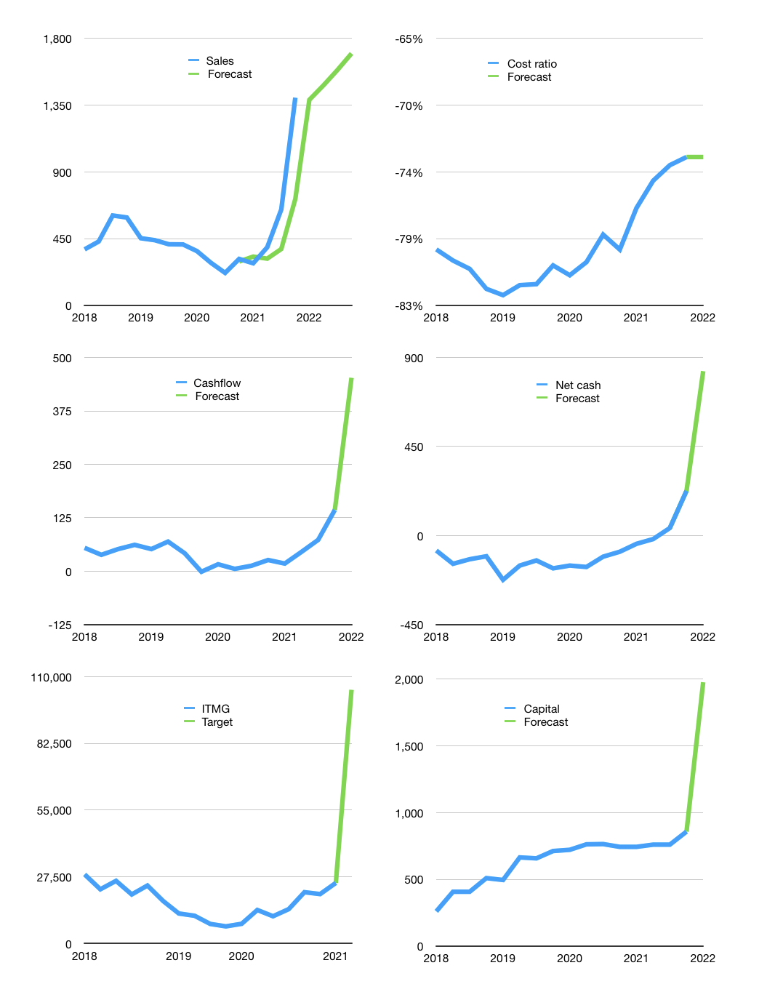 1,800
Sales
Forecast
1,350
900
450
0
2018 2019 2020 2021 2022
-65%
Cost ratio
Forecast
-70%
-74%
-79%
-83%
2018 2019 2020 2021 2022
500
Cashflow
Forecast
375
250
125
0
-125
2018 2019 2020 2021 2022
900
Net cash
Forecast
450
0
-450
2018 2019 2020 2021 2022
110,000
ITMG
Target
82,500
55,000
27,500
0
2018 2019 2020 2021
2,000
Capital
Forecast
1,500
1,000
500
0
2018 2019 2020 2021 2022